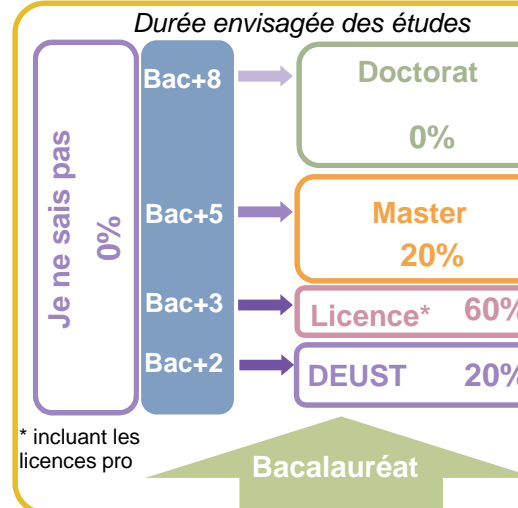 Durée envisagée des études
Je ne sais pas
0%
Bac+8
Doctorat
0%
Bac+5
Master
20%
Bac+3
Licence* 60%
Bac+2
DEUST 20%
* incluant les
licences pro
Bacalauréat